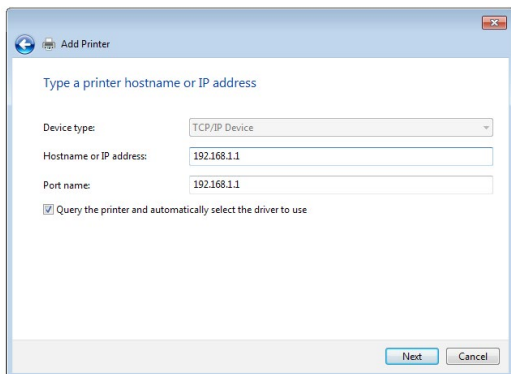 Add Printer
Type a printer hostname or IP address
Device type: TCP/IP Device
Hostname or IP address: 192.168.1.1
Port name: 192.168.1.1
Query the printer and automatically select the driver to use
Next Cancel